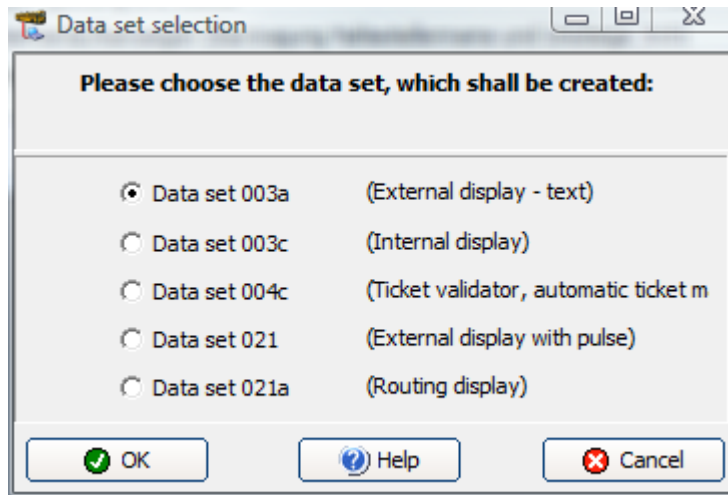 Data set selection
Please choose the data set, which shall be created:
Data set 003a (External display - text)
Data set 003c (Internal display)
Data set 004c (Ticket validator, automatic ticket m
Data set 021 (External display with pulse)
Data set 021a (Routing display)
OK Help Cancel